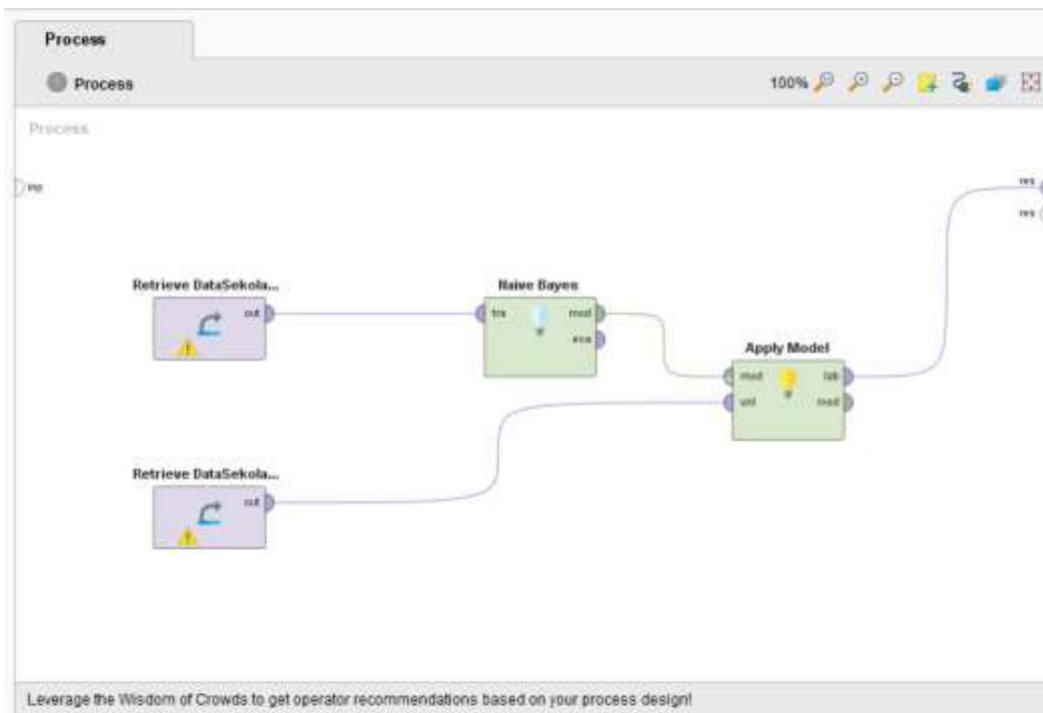 Process
Process
100%
Process
inp
res
res
Retrieve DataSekola...
out
Naive Bayes
tra
mod
exa
Apply Model
mod
lab
unl
mod
Retrieve DataSekola...
out
Leverage the Wisdom of Crowds to get operator recommendations based on your process design!